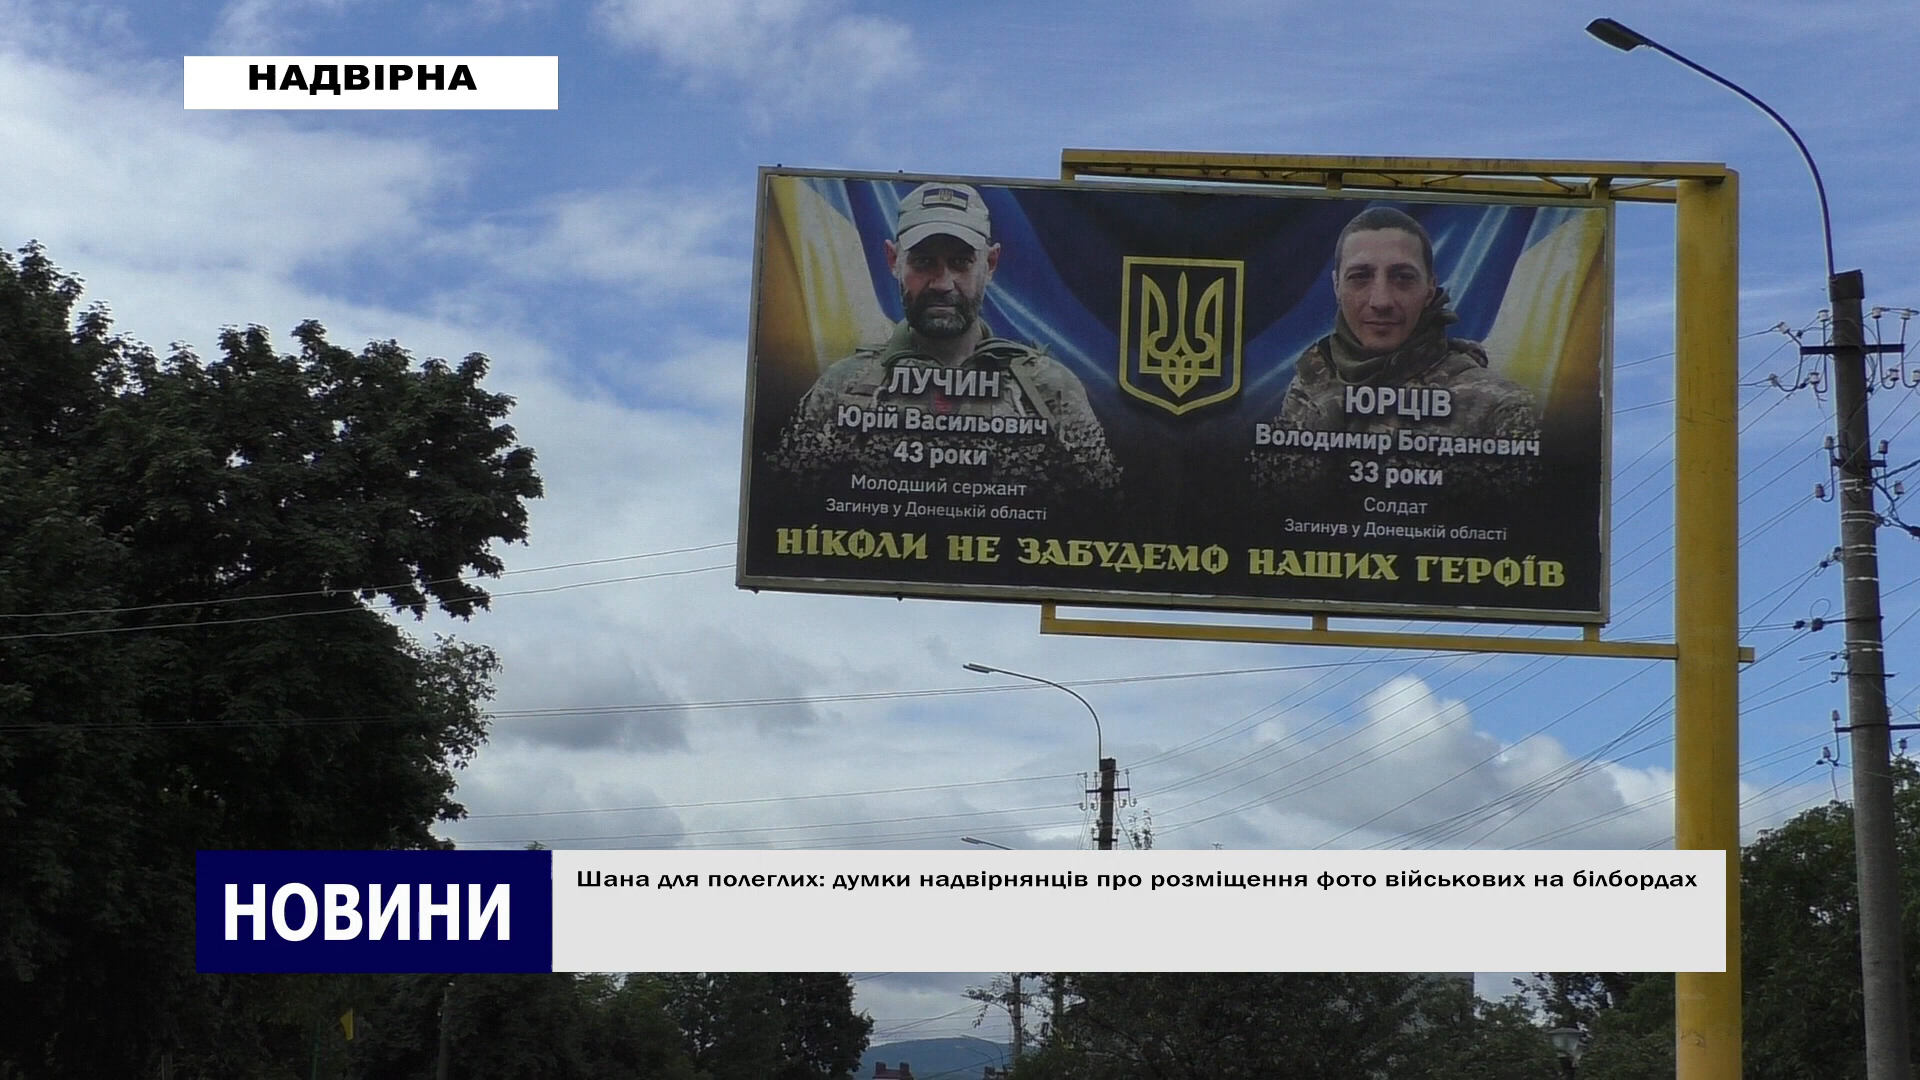 НАДВІРНА
ЛУЧИН
Юрій Васильович
43 роки
Молодший сержант
Загинув у Донецькій області
ЮРЦІВ
Володимир Богданович
33 роки
Солдат
Загинув у Донецькій області
НІКОЛИ НЕ ЗАБУДЕМО НАШИХ ГЕРОЇВ
НОВИНИ
Шана для полеглих: думки надвірнянців про розміщення фото військових на білбордах